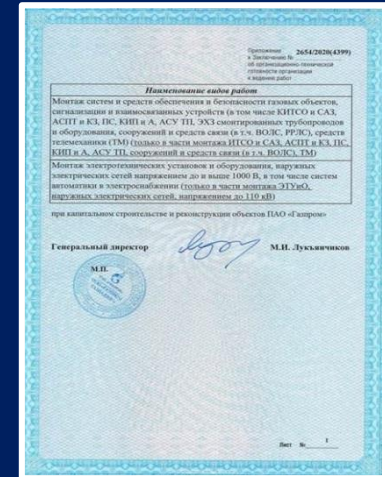 Приложение 2654/2020(4399)
к Заключению №
об организационно-технической
готовности организации
к ведению работ
Наименование видов работ
Монтаж систем и средств обеспечения и безопасности газовых объектов,
сигнализации и взаимосвязанных устройств (в том числе КИТСО и САЗ,
АСПТ и КЗ, ПС, КИП и А, АСУ ТП, ЭХЗ смонтированных трубопроводов
и оборудования, сооружений и средств связи (в т.ч. ВОЛС, РРЛС), средств
телемеханики (ТМ) (только в части монтажа ИТСО и САЗ, АСПТ и КЗ, ПС,
КИП и А, АСУ ТП, сооружений и средств связи (в т.ч. ВОЛС), ТМ)
Монтаж электротехнических установок и оборудования, наружных
электрических сетей напряжением до и выше 1000 В, в том числе систем
автоматики в электроснабжении (только в части монтажа ЭТУиО,
наружных электрических сетей, напряжением до 110 кВ)
при капитальном строительстве и реконструкции объектов ПАО «Газпром»
Генеральный директор М.И. Лукьянчиков
М.П.
Лист № 1